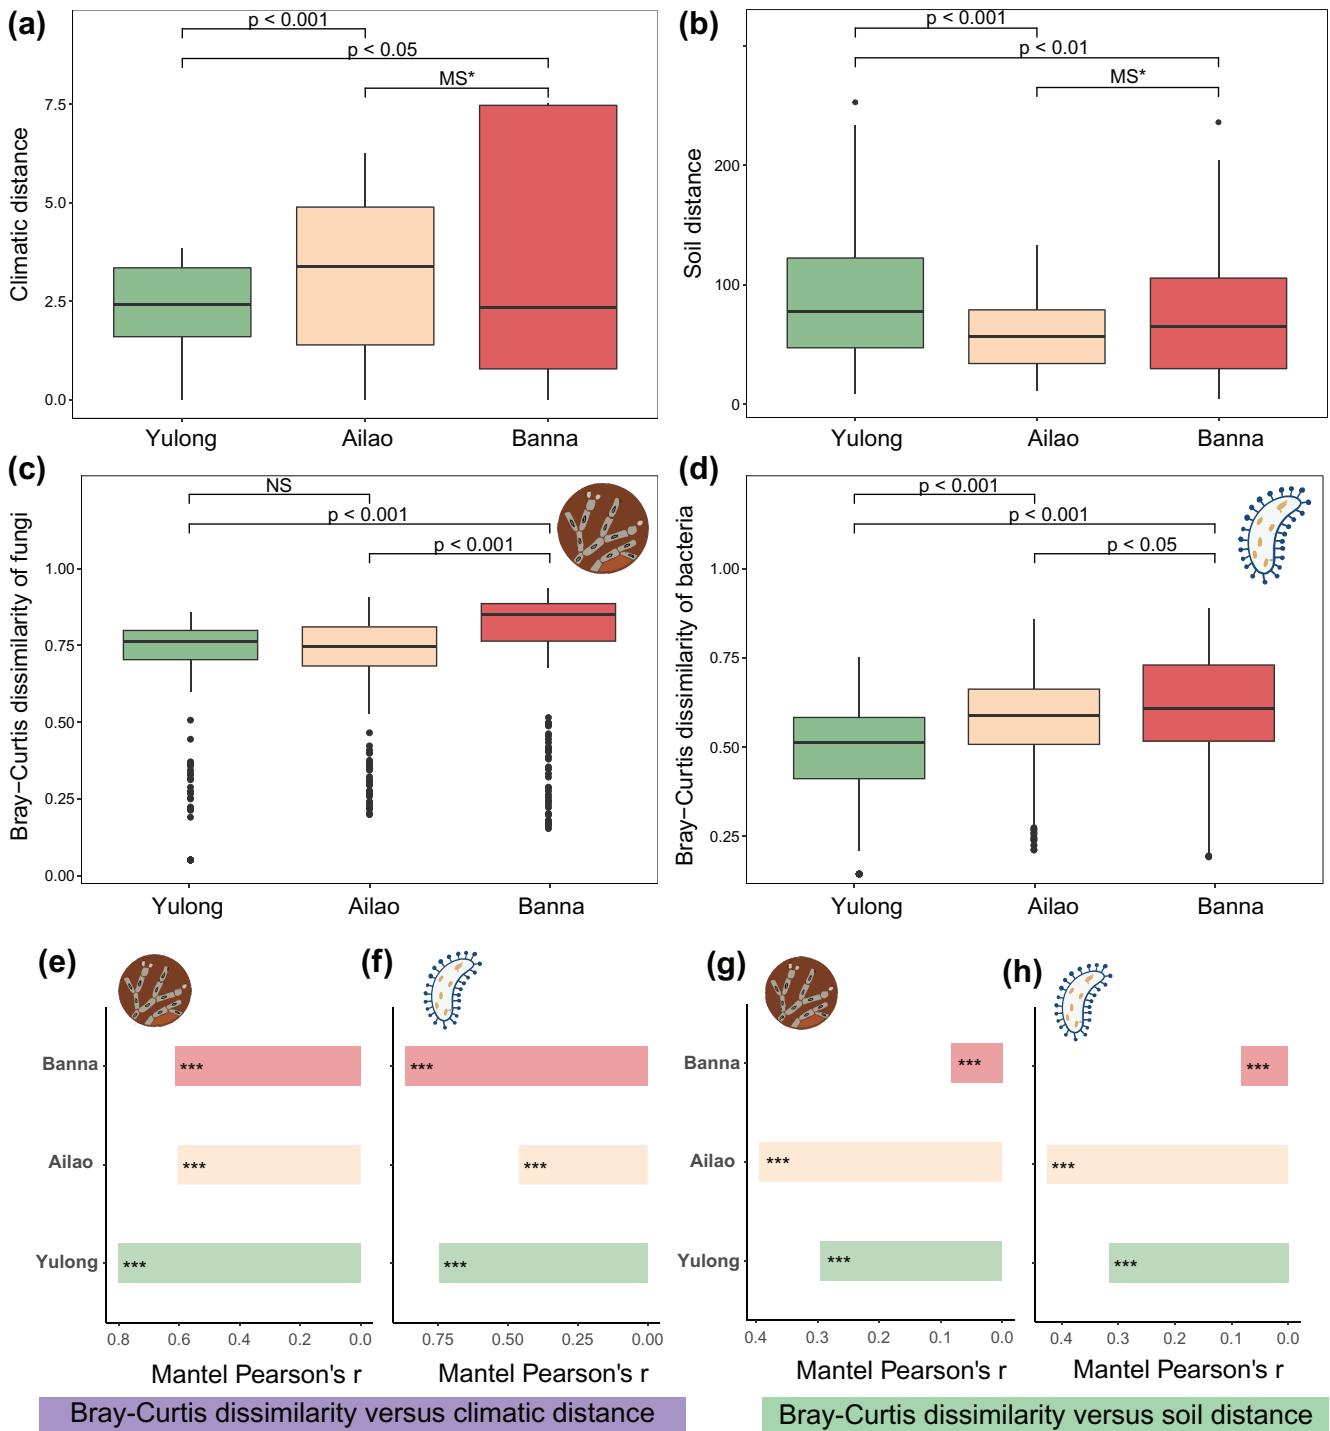 (a)
p < 0.001
p < 0.05
MS*
Climatic distance
7.5
5.0
2.5
0.0
Yulong Ailao Banna
(b)
p < 0.001
p < 0.01
MS*
Soil distance
200
100
0
Yulong Ailao Banna
(c)
NS
p < 0.001
p < 0.001
Bray−Curtis dissimilarity of fungi
1.00
0.75
0.50
0.25
0.00
Yulong Ailao Banna
(d)
p < 0.001
p < 0.001
p < 0.05
Bray−Curtis dissimilarity of bacteria
1.00
0.75
0.50
0.25
Yulong Ailao Banna
(e)
Banna ***
Ailao ***
Yulong ***
0.8 0.6 0.4 0.2 0.0
Mantel Pearson's r
(f)
***
***
***
0.75 0.50 0.25 0.00
Mantel Pearson's r
Bray-Curtis dissimilarity versus climatic distance
(g)
Banna ***
Ailao ***
Yulong ***
0.4 0.3 0.2 0.1 0.0
Mantel Pearson's r
(h)
***
***
***
0.4 0.3 0.2 0.1 0.0
Mantel Pearson's r
Bray-Curtis dissimilarity versus soil distance